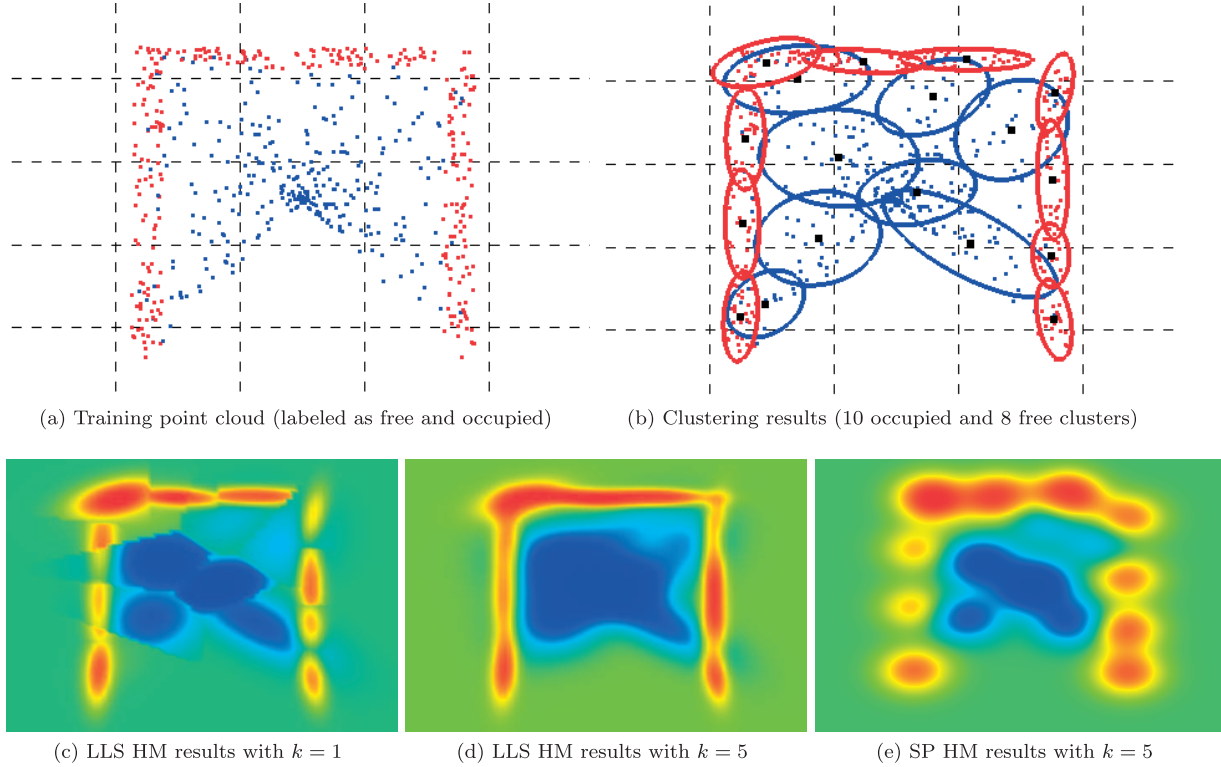 (a) Training point cloud (labeled as free and occupied)
(b) Clustering results (10 occupied and 8 free clusters)
(c) LLS HM results with k = 1
(d) LLS HM results with k = 5
(e) SP HM results with k = 5